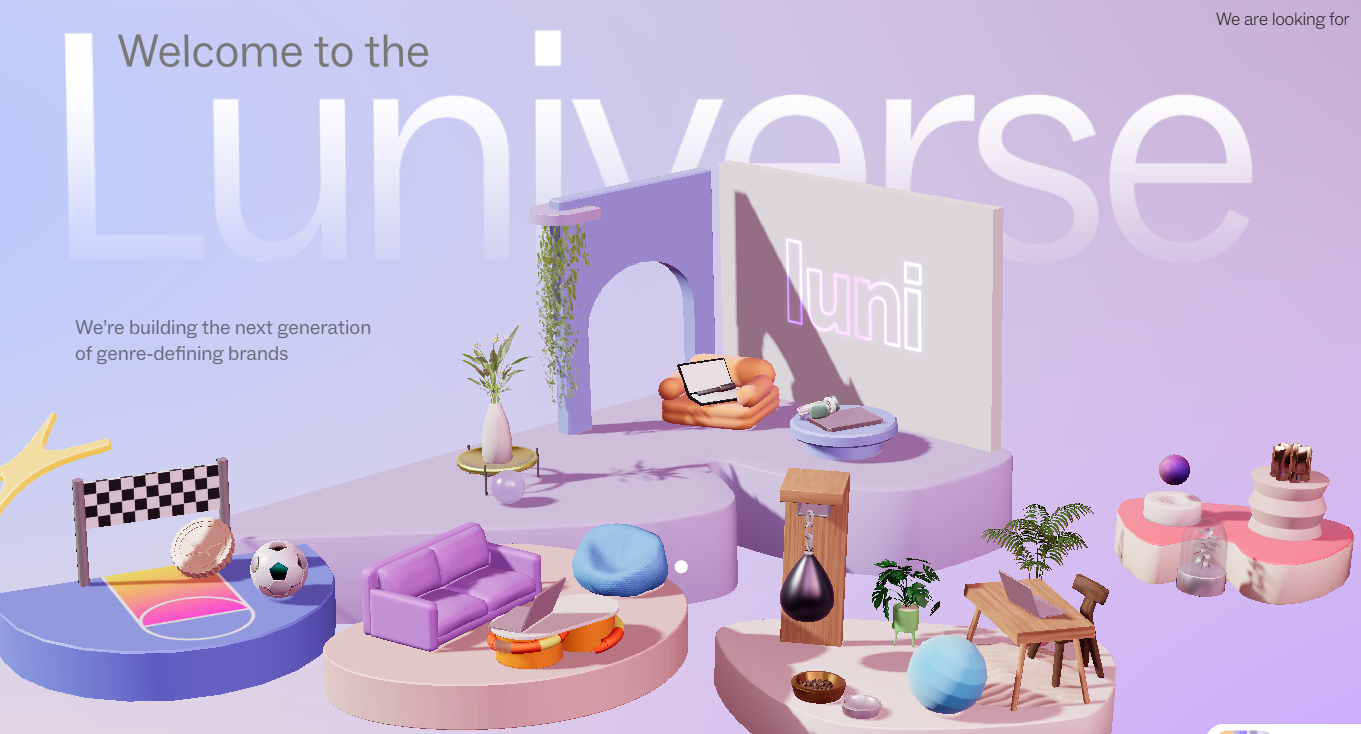 We are looking for
Welcome to the
Luniverse
luni
We're building the next generation
of genre-defining brands